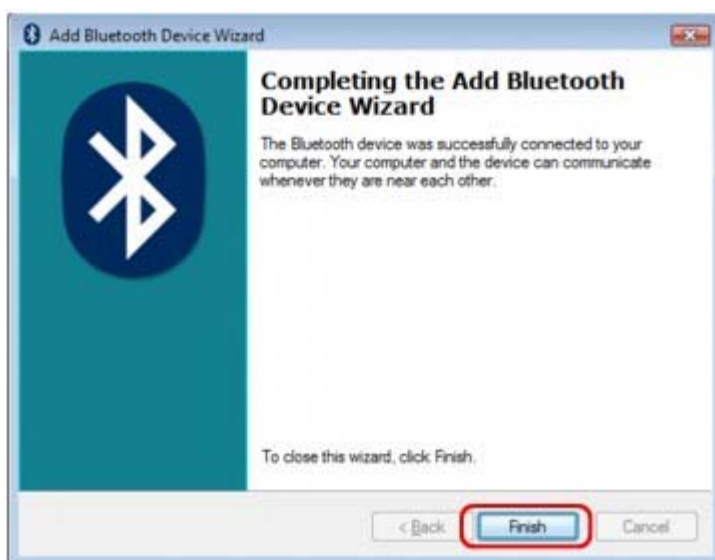 Add Bluetooth Device Wizard
Completing the Add Bluetooth
Device Wizard
The Bluetooth device was successfully connected to your
computer. Your computer and the device can communicate
whenever they are near each other.
To close this wizard, click Finish.
< Back Finish Cancel